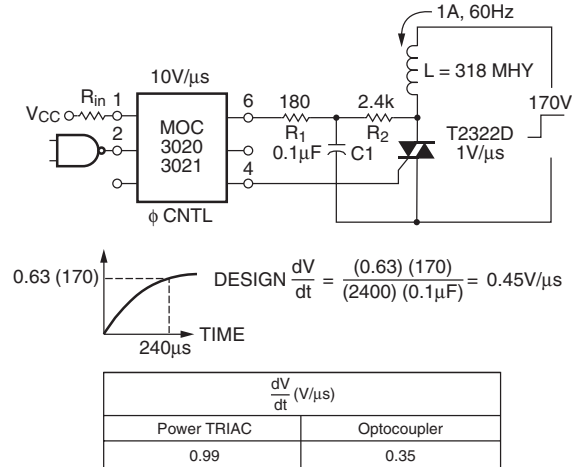 1A, 60Hz
L = 318 MHY
170V
10V/µs
Rin
VCC
1
2
MOC
3020
3021
6
4
180
R1
2.4k
R2
0.1µF
C1
T2322D
1V/µs
ϕ CNTL
0.63 (170)
240µs
TIME
DESIGN dV/dt = (0.63) (170)/(2400) (0.1µF) = 0.45V/µs
dV/dt (V/µs)
Power TRIAC Optocoupler
0.99 0.35